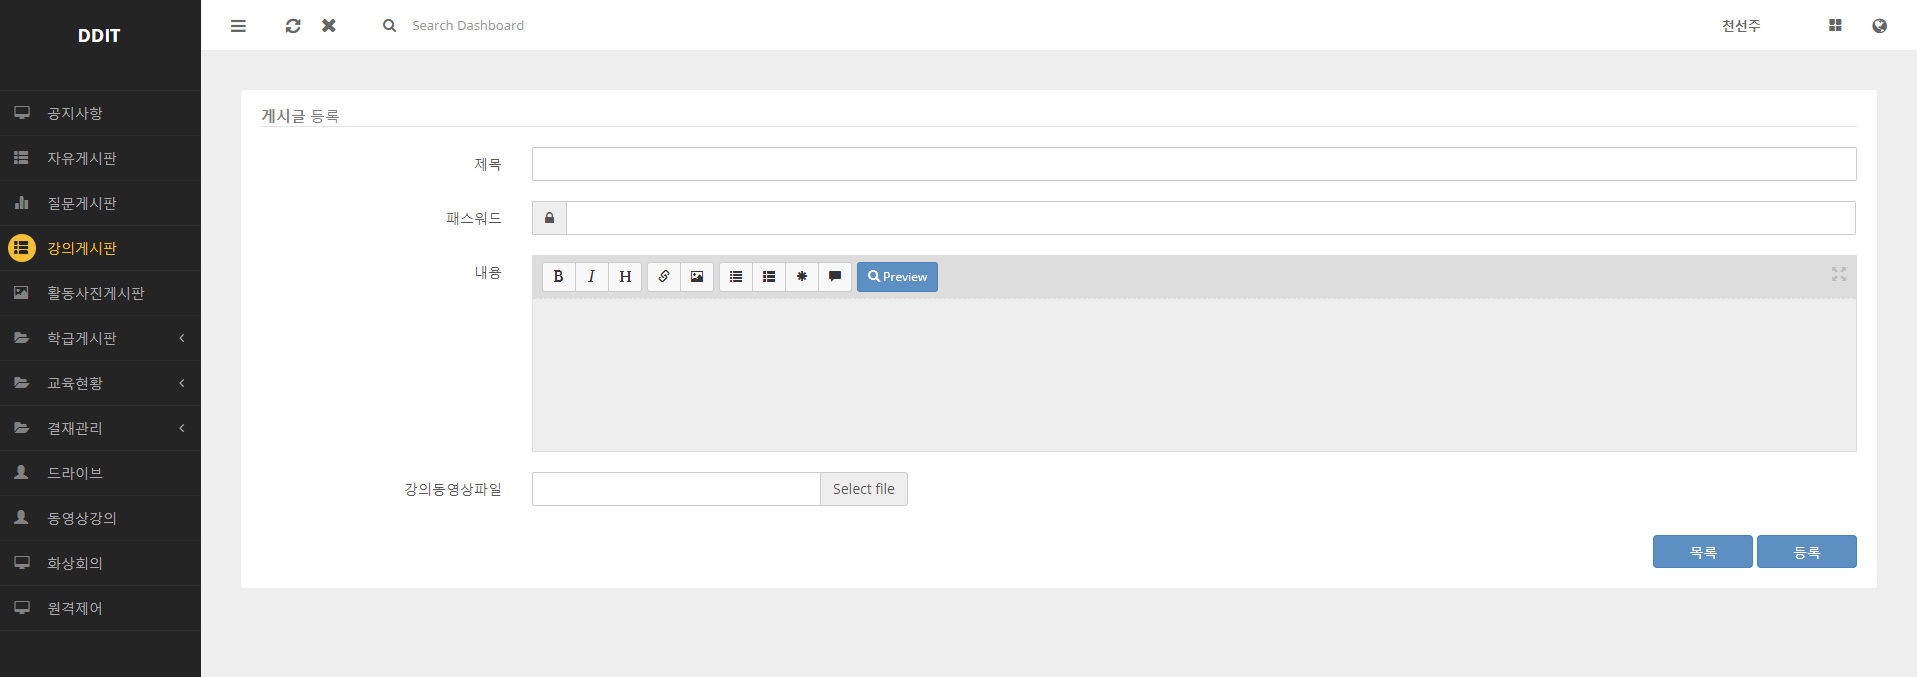 DDIT
Search Dashboard
천선주
공지사항
자유게시판
질문게시판
강의게시판
활동사진게시판
학급게시판
교육현황
결재관리
드라이브
동영상강의
화상회의
원격제어
게시글 등록
제목
패스워드
내용
B I H Preview
강의동영상파일
Select file
목록 등록